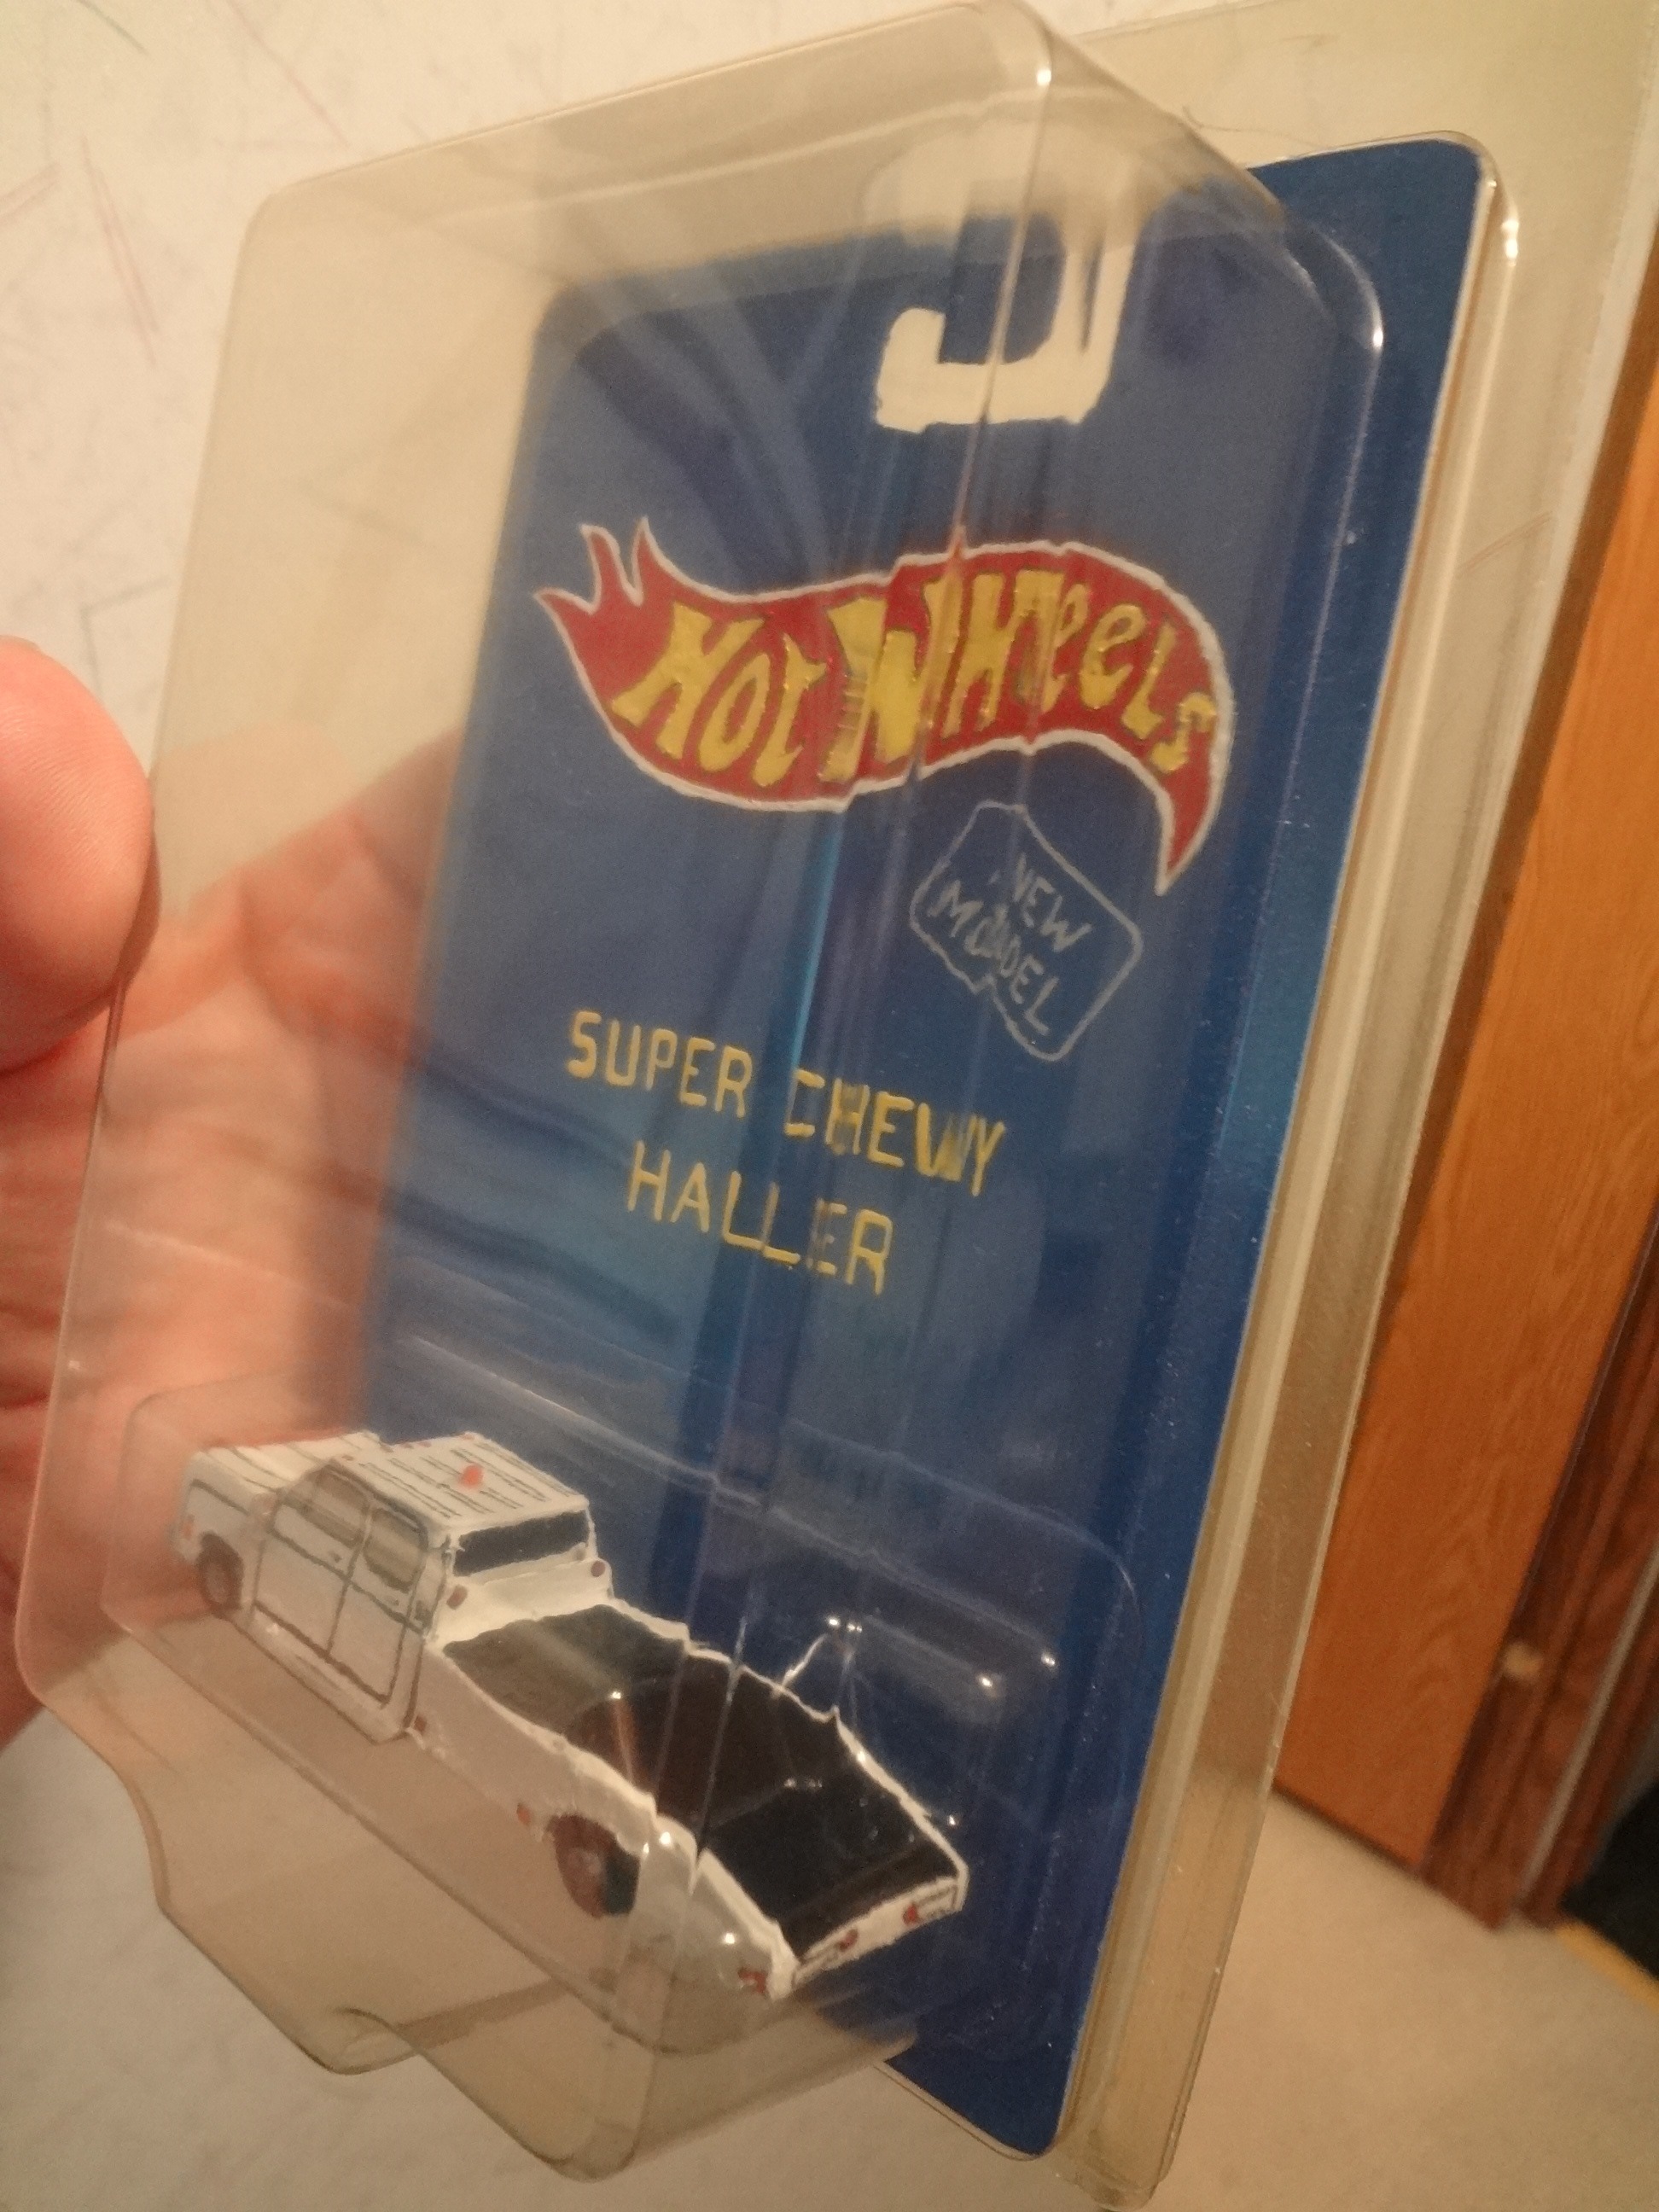 HOT WHEELS
NEW
MODEL
SUPER CHEVY
HALLER